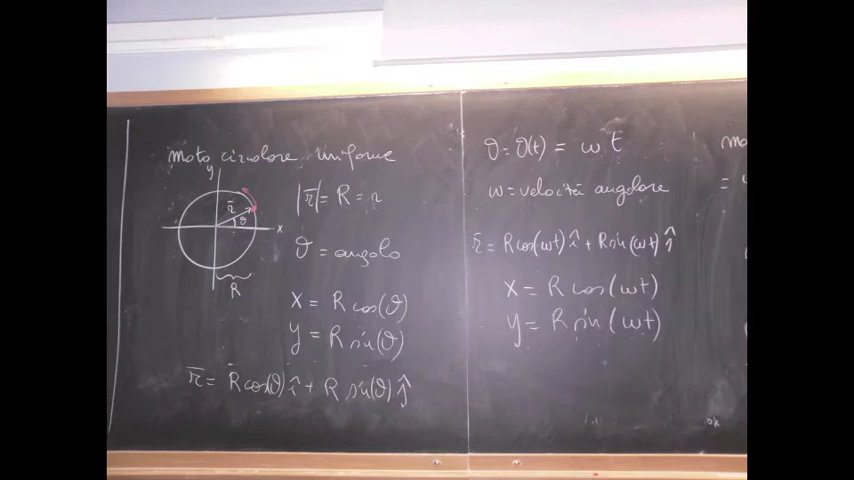 moto circolare uniforme
y
r̄
θ
x
R
|r̄| = R = r
ϑ = angolo
x = R cos(ϑ)
y = R sin(ϑ)
r̄ = R cos(ϑ) î + R sin(ϑ) ĵ
ϑ = ϑ(t) = ω t
ω = velocità angolare
r̄ = R cos(ωt) î + R sin(ωt) ĵ
x = R cos(ωt)
y = R sin(ωt)
=